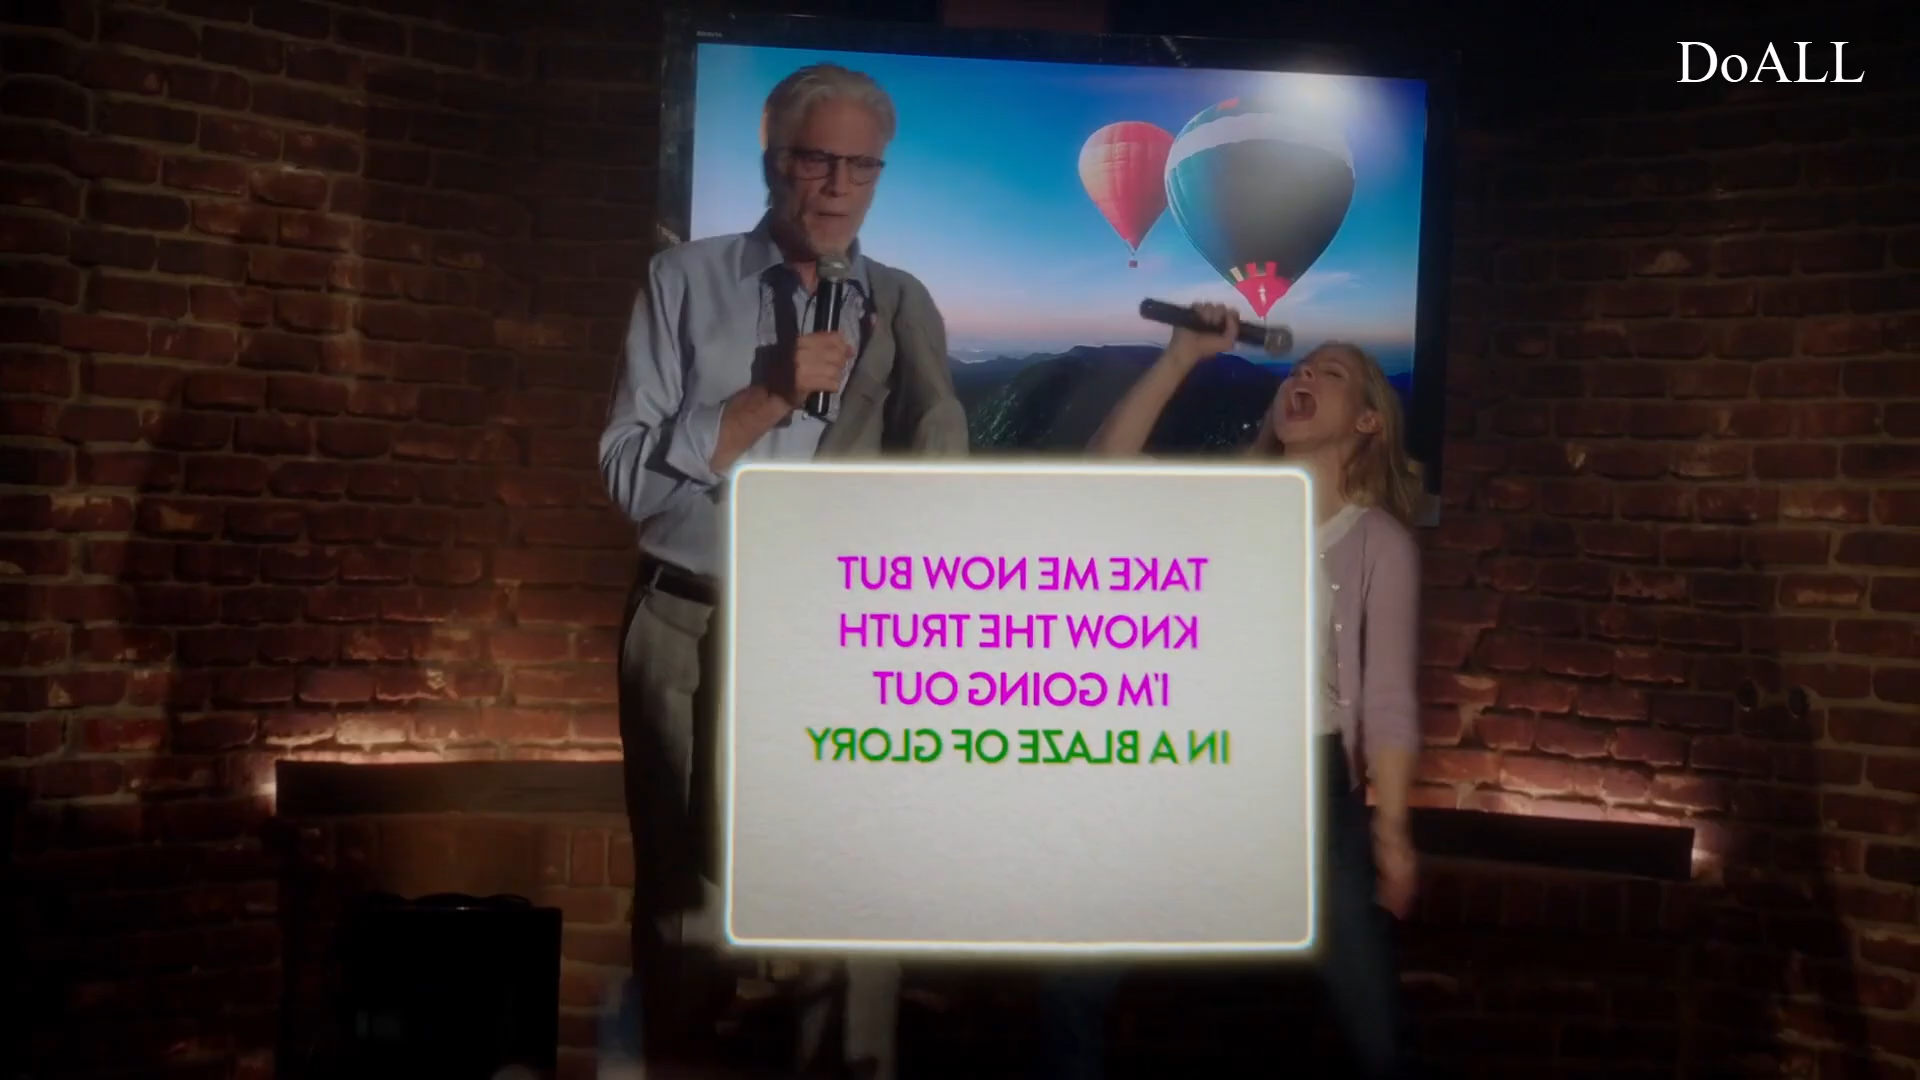 DoALL
TAKE ME NOW BUT
KNOW THE TRUTH
I'M GOING OUT
IN A BLAZE OF GLORY